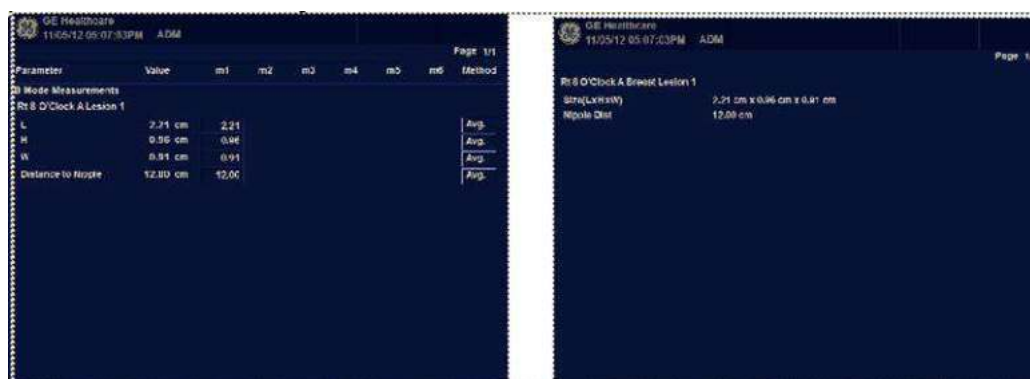 GE Healthcare
11/05/12 05:07:53PM ADM
Page 1/1
Parameter Value m1 m2 m3 m4 m5 m6 Method
B Mode Measurements
Rt 8 O'Clock A Lesion 1
L 2.21 cm 2.21 Avg.
H 0.96 cm 0.96 Avg.
W 0.91 cm 0.91 Avg.
Distance to Nipple 12.00 cm 12.00 Avg.
GE Healthcare
11/05/12 05:07:03PM ADM
Page
Rt 8 O'Clock A Breast Lesion 1
Size(LxHxW) 2.21 cm x 0.96 cm x 0.91 cm
Nipple Dist 12.00 cm